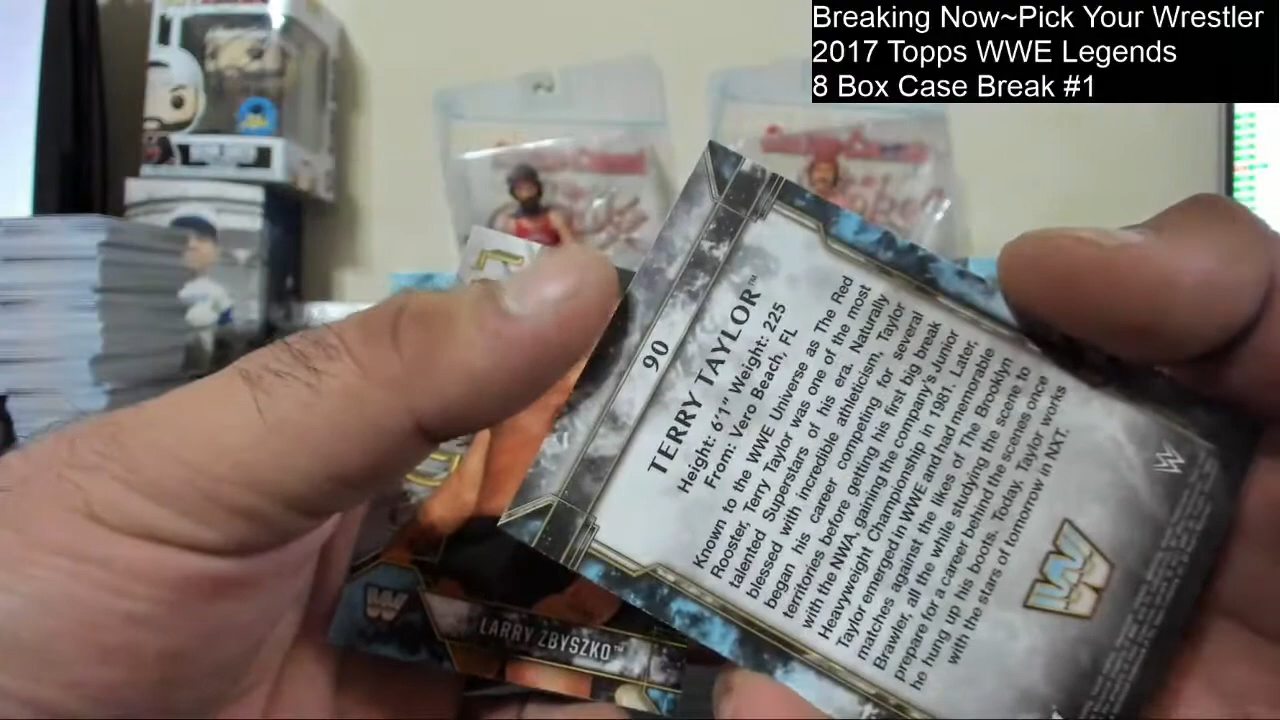 Breaking Now~Pick Your Wrestler
2017 Topps WWE Legends
8 Box Case Break #1
90
TERRY TAYLOR™
Height: 6'1" Weight: 225
From: Vero Beach, FL
Known to the WWE Universe as The Red
Rooster, Terry Taylor was one of the most
talented Superstars of his era. Naturally
blessed with incredible athleticism, Taylor
began his career competing for several
territories before getting his first big break
with the NWA, gaining the company's Junior
Heavyweight Championship in 1981. Later,
Taylor emerged in WWE and had memorable
matches against the likes of The Brooklyn
Brawler, all the while studying the scene to
prepare for a career behind the scenes once
he hung up his boots. Today, Taylor works
with the stars of tomorrow in NXT.
LARRY ZBYSZKO™